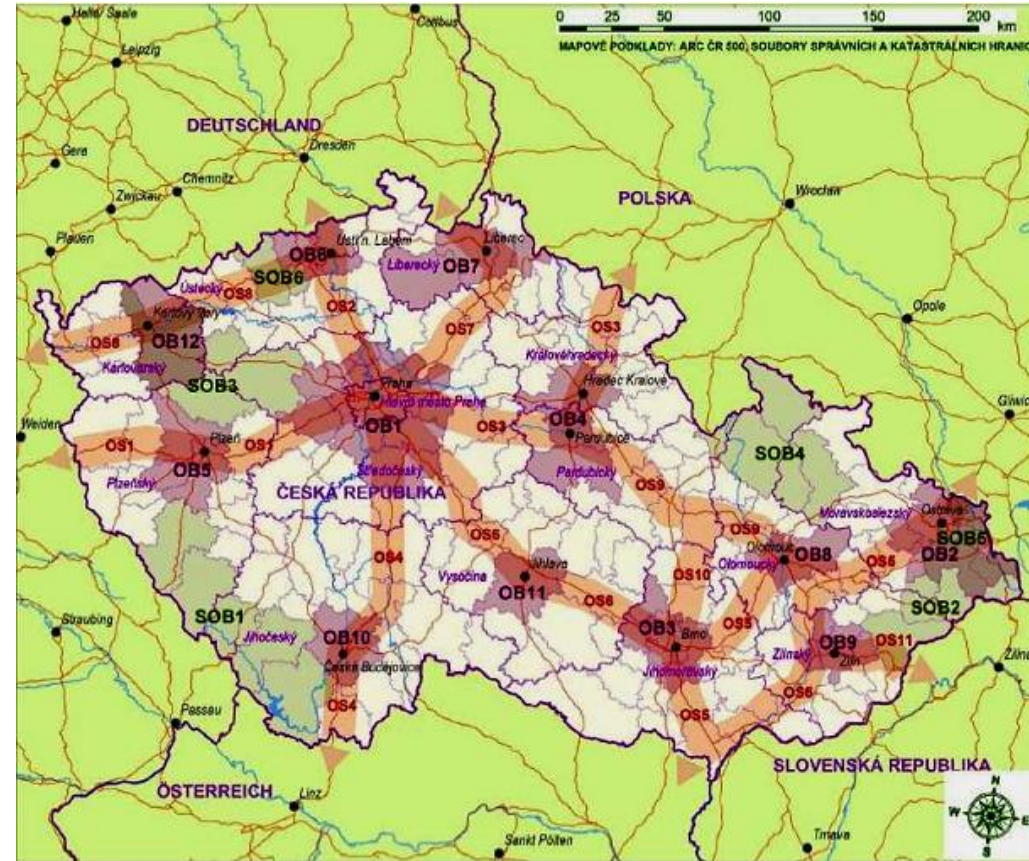 Halle/ Saale
Cottbus
0 25 50 100 150 200
km
MAPOVÉ PODKLADY: ARC ČR 500, SOUBORY SPRÁVNÍCH A KATASTRÁLNÍCH HRANIC
Leipzig
DEUTSCHLAND
Dresden
Gera
Chemnitz
Zwickau
Plauen
POLSKA
Wrocław
Ústí n. Labem
OB6
SOB6
Liberec
OB7
Liberecký
Ústecký
OS8
OS2
OS7
OS3
Opole
Karlovy Vary
OS8
OB12
Karlovarský
SOB3
Královéhradecký
Hradec Králové
Praha
Hlavní město Praha
OB1
OS3
OB4
Pardubice
Pardubický
Gliwic
Weiden
OS1
Plzeň
OS1
OB5
Plzeňský
Středočeský
ČESKÁ REPUBLIKA
SOB4
OS9
OS9
Moravskoslezský
Ostrava
SOB5
OB2
OS4
OS6
Jihlava
Vysočina
OB11
OS6
OS10
Olomouc
OB8
Olomoucký
OS5
OS5
SOB2
Straubing
SOB1
Jihočeský
OB10
České Budějovice
OB3
Brno
Jihomoravský
OB9
OS11
Zlínský
Zlín
Žilina
OS4
OS5
OS6
Passau
ÖSTERREICH
Linz
SLOVENSKÁ REPUBLIKA
Sankt Pölten
Trnava
N
W
E
S